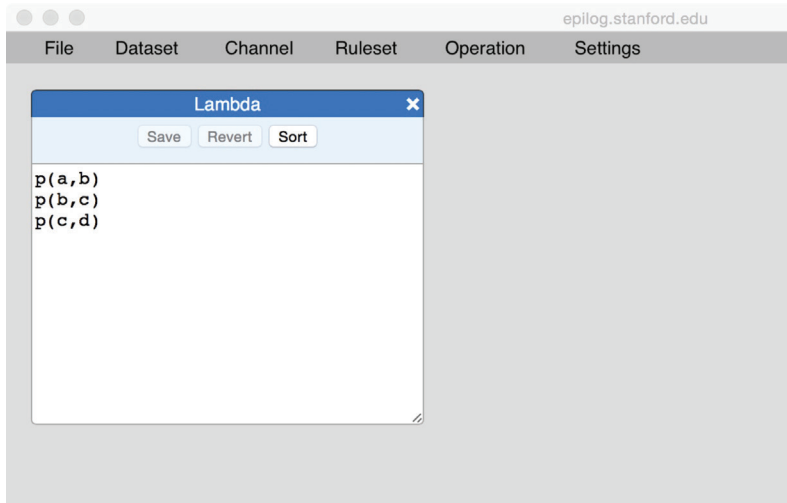 epilog.stanford.edu
File Dataset Channel Ruleset Operation Settings
Lambda
Save Revert Sort
p(a,b)
p(b,c)
p(c,d)